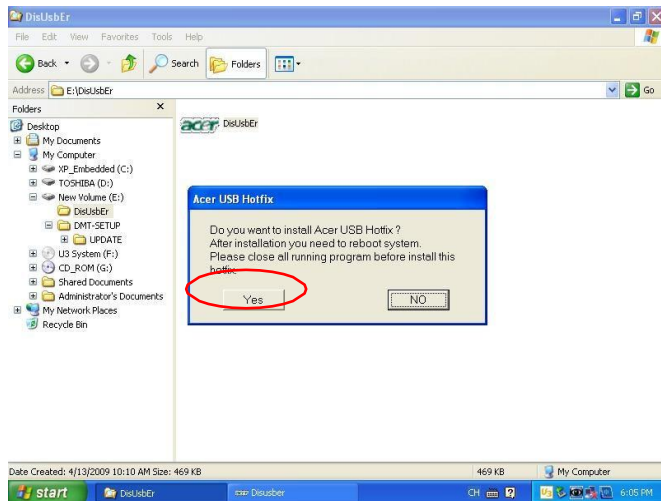 DisUsbEr
File Edit View Favorites Tools Help
Back Search Folders
Address E:\DisUsbEr Go
Folders x
Desktop
My Documents
My Computer
XP_Embedded (C:)
TOSHIBA (D:)
New Volume (E:)
DisUsbEr
DMT-SETUP
UPDATE
U3 System (F:)
CD_ROM (G:)
Shared Documents
Administrator's Documents
My Network Places
Recycle Bin
acer DisUsbEr
Acer USB Hotfix
Do you want to install Acer USB Hotfix ?
After installation you need to reboot system.
Please close all running program before install this
hotfix
Yes NO
Date Created: 4/13/2009 10:10 AM Size: 469 KB 469 KB My Computer
start DisUsbEr Disusber CH 6:05 PM